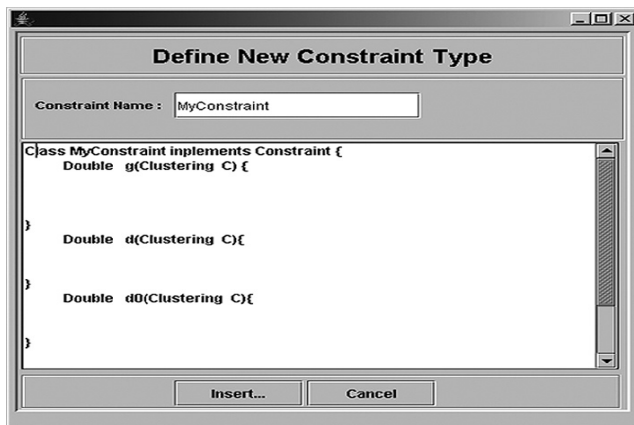 Define New Constraint Type
Constraint Name : MyConstraint
Class MyConstraint inplements Constraint {
Double g(Clustering C) {
}
Double d(Clustering C){
}
Double d0(Clustering C){
}
Insert... Cancel